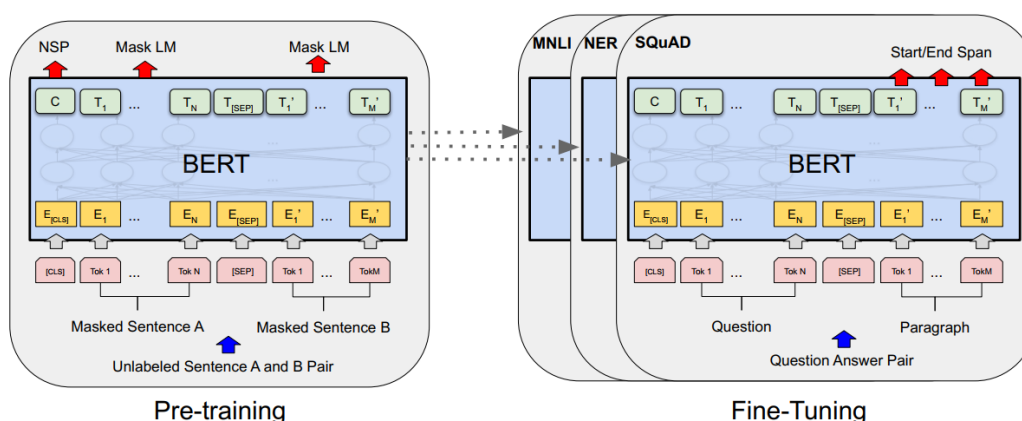 NSP Mask LM Mask LM
C T1 ... TN T[SEP] T1' ... TM'
BERT
E[CLS] E1 ... EN E[SEP] E1' ... EM'
[CLS] Tok 1 ... Tok N [SEP] Tok 1 ... TokM
Masked Sentence A Masked Sentence B
Unlabeled Sentence A and B Pair
Pre-training
MNLI NER SQuAD
Start/End Span
C T1 ... TN T[SEP] T1' ... TM'
BERT
E[CLS] E1 ... EN E[SEP] E1' ... EM'
[CLS] Tok 1 ... Tok N [SEP] Tok 1 ... TokM
Question Paragraph
Question Answer Pair
Fine-Tuning